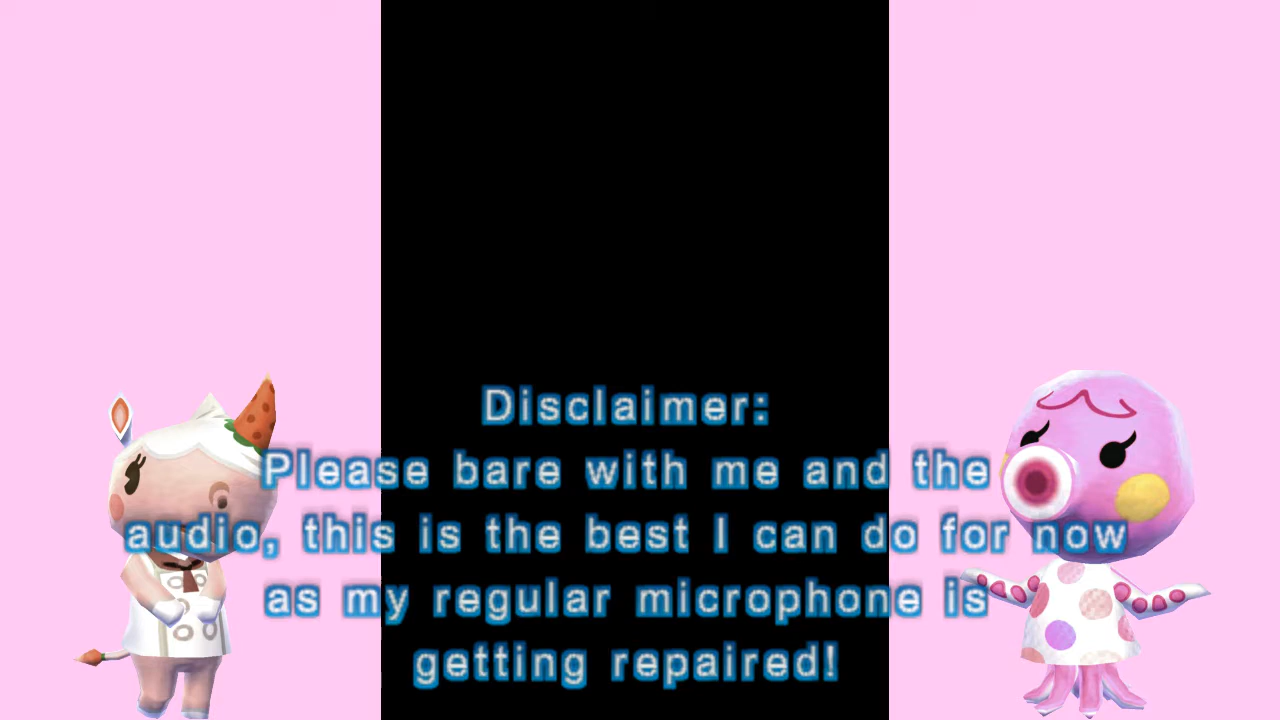 Disclaimer:
Please bare with me and the
audio, this is the best I can do for now
as my regular microphone is
getting repaired!